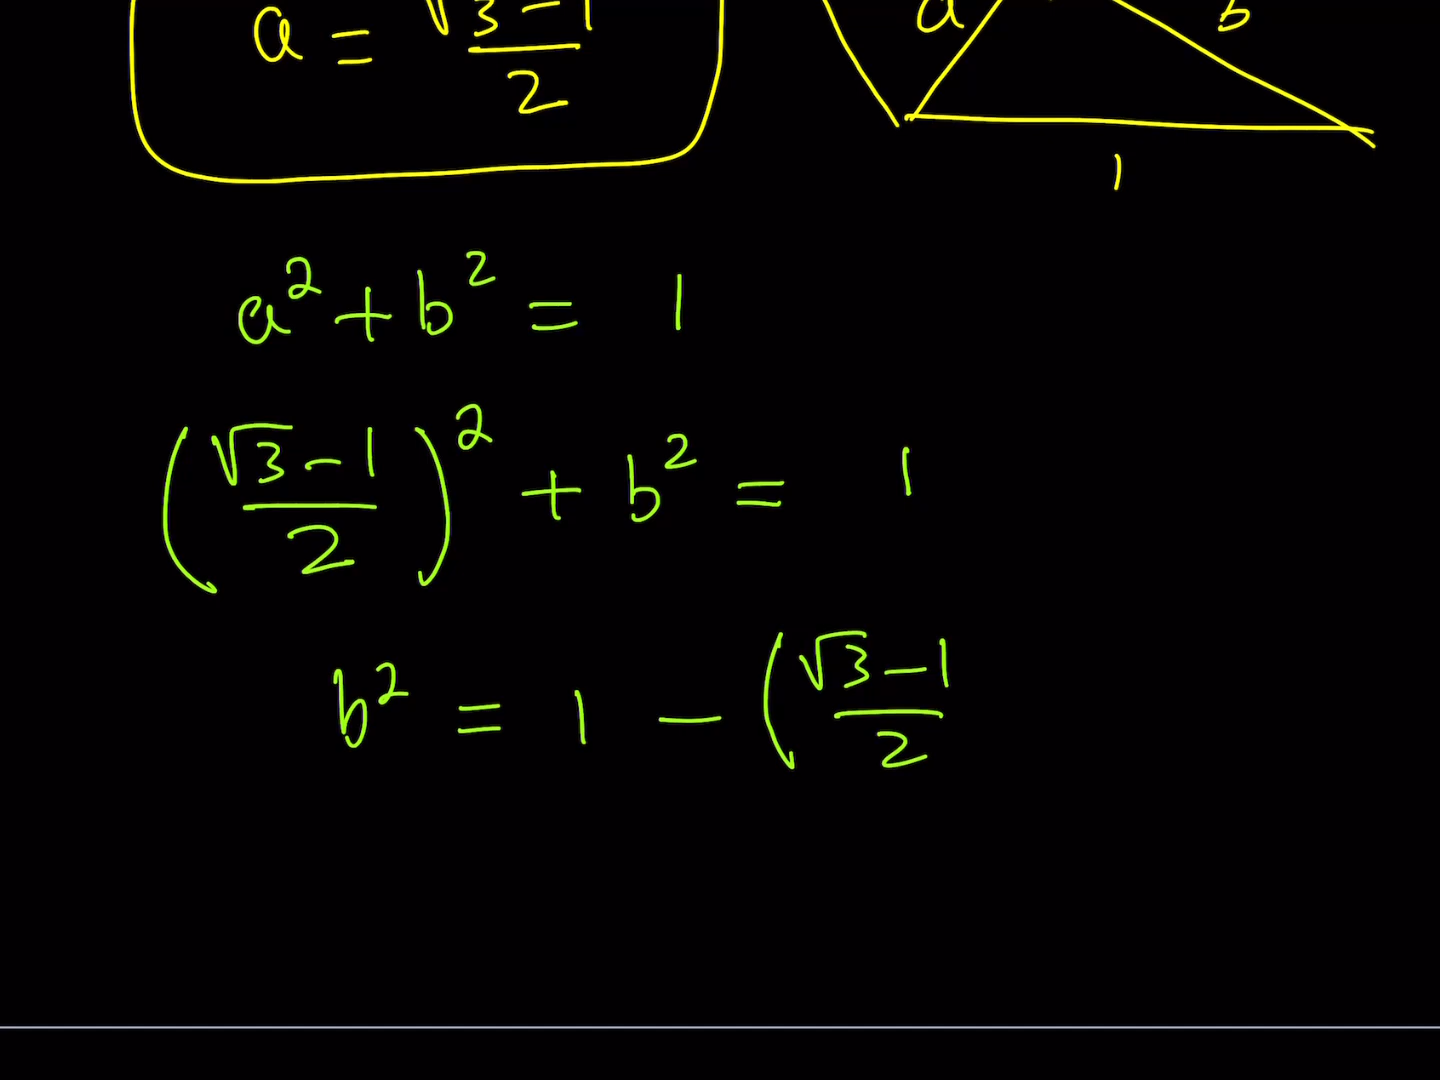 a = √3-1/2
a b
1
a² + b² = 1
(√3-1/2)² + b² = 1
b² = 1 - (√3-1/2